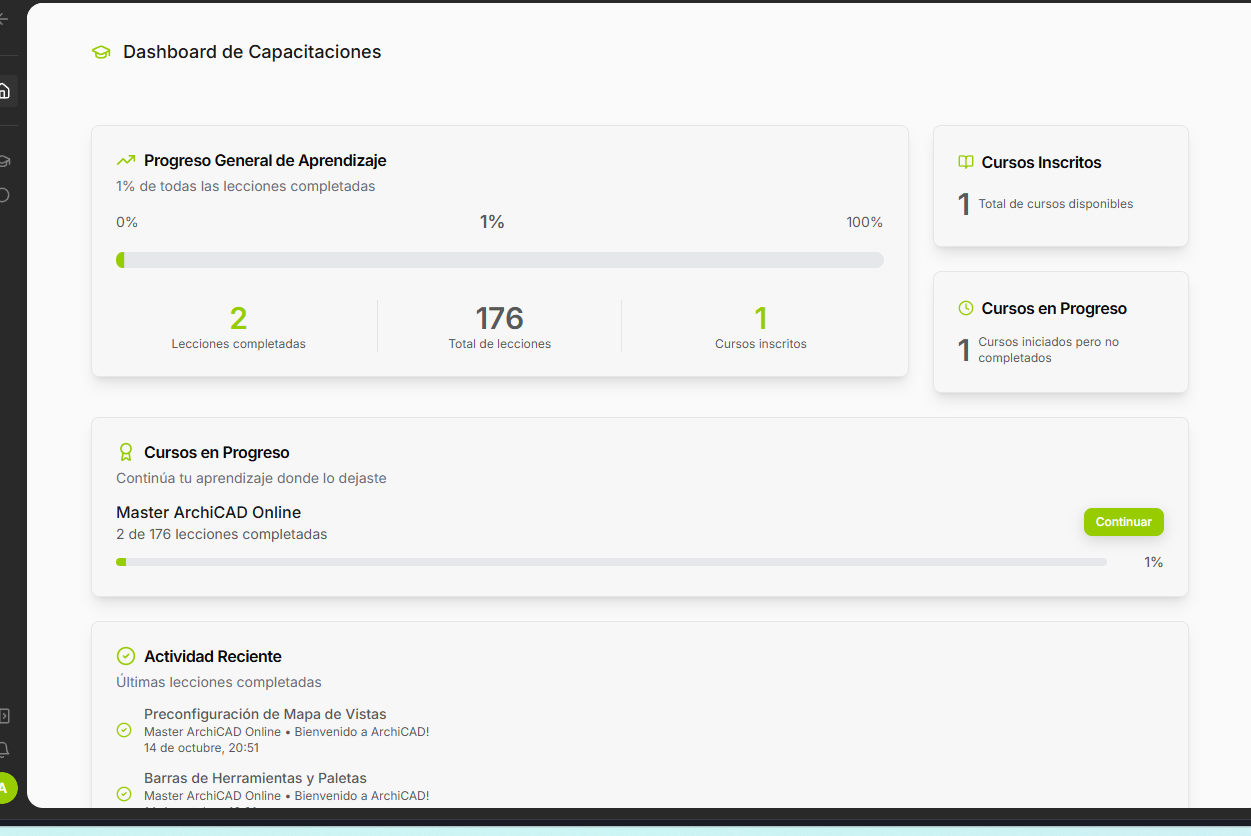 Dashboard de Capacitaciones
Progreso General de Aprendizaje
1% de todas las lecciones completadas
0%
1%
100%
2
Lecciones completadas
176
Total de lecciones
1
Cursos inscritos
Cursos Inscritos
1
Total de cursos disponibles
Cursos en Progreso
1
Cursos iniciados pero no
completados
Cursos en Progreso
Continúa tu aprendizaje donde lo dejaste
Master ArchiCAD Online
2 de 176 lecciones completadas
Continuar
1%
Actividad Reciente
Últimas lecciones completadas
Preconfiguración de Mapa de Vistas
Master ArchiCAD Online • Bienvenido a ArchiCAD!
14 de octubre, 20:51
Barras de Herramientas y Paletas
Master ArchiCAD Online • Bienvenido a ArchiCAD!
A